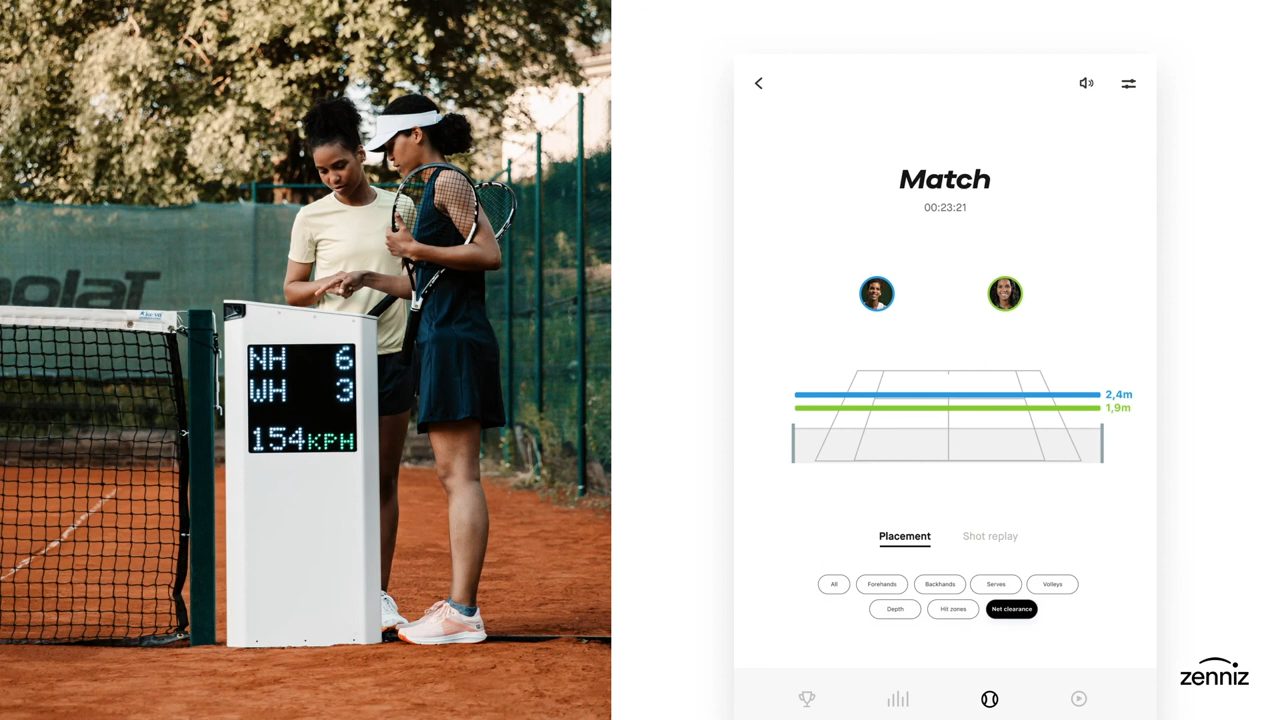 olaT
NH 6
WH 3
154KPH
Match
00:23:21
2,4m
1,9m
Placement Shot replay
All Forehands Backhands Serves Volleys
Depth Hit zones Net clearance
zenniz